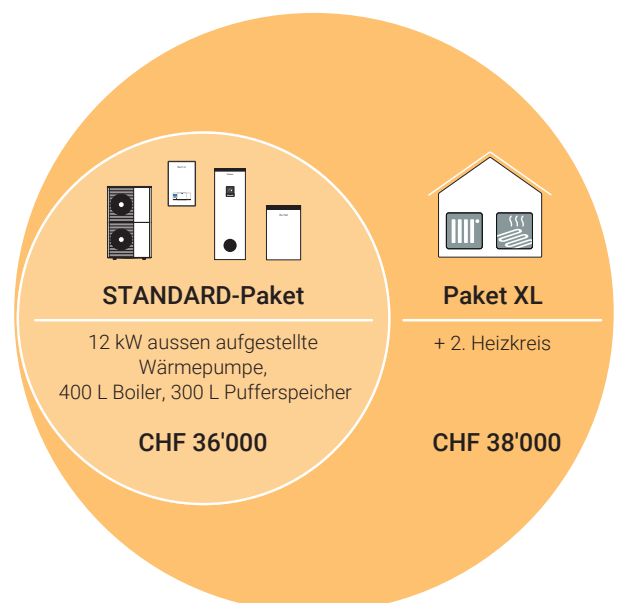 STANDARD-Paket
12 kW aussen aufgestellte
Wärmepumpe,
400 L Boiler, 300 L Pufferspeicher
CHF 36'000
Paket XL
+ 2. Heizkreis
CHF 38'000